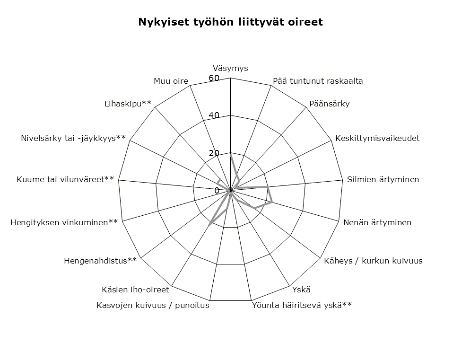 Nykyiset työhön liittyvät oireet
Väsymys
Muu oire
Pää tuntunut raskaalta
60
Lihaskipu**
Päänsärky
40
Nivelsärky tai -jäykkyys**
Keskittymisvaikeudet
20
Kuume tai vilunväreet**
Silmien ärtyminen
0
Hengityksen vinkuminen**
Nenän ärtyminen
Hengenahdistus**
Käheys / kurkun kuivuus
Käsien iho-oireet
Yskä
Kasvojen kuivuus / punoitus
Yöunta häiritsevä yskä**